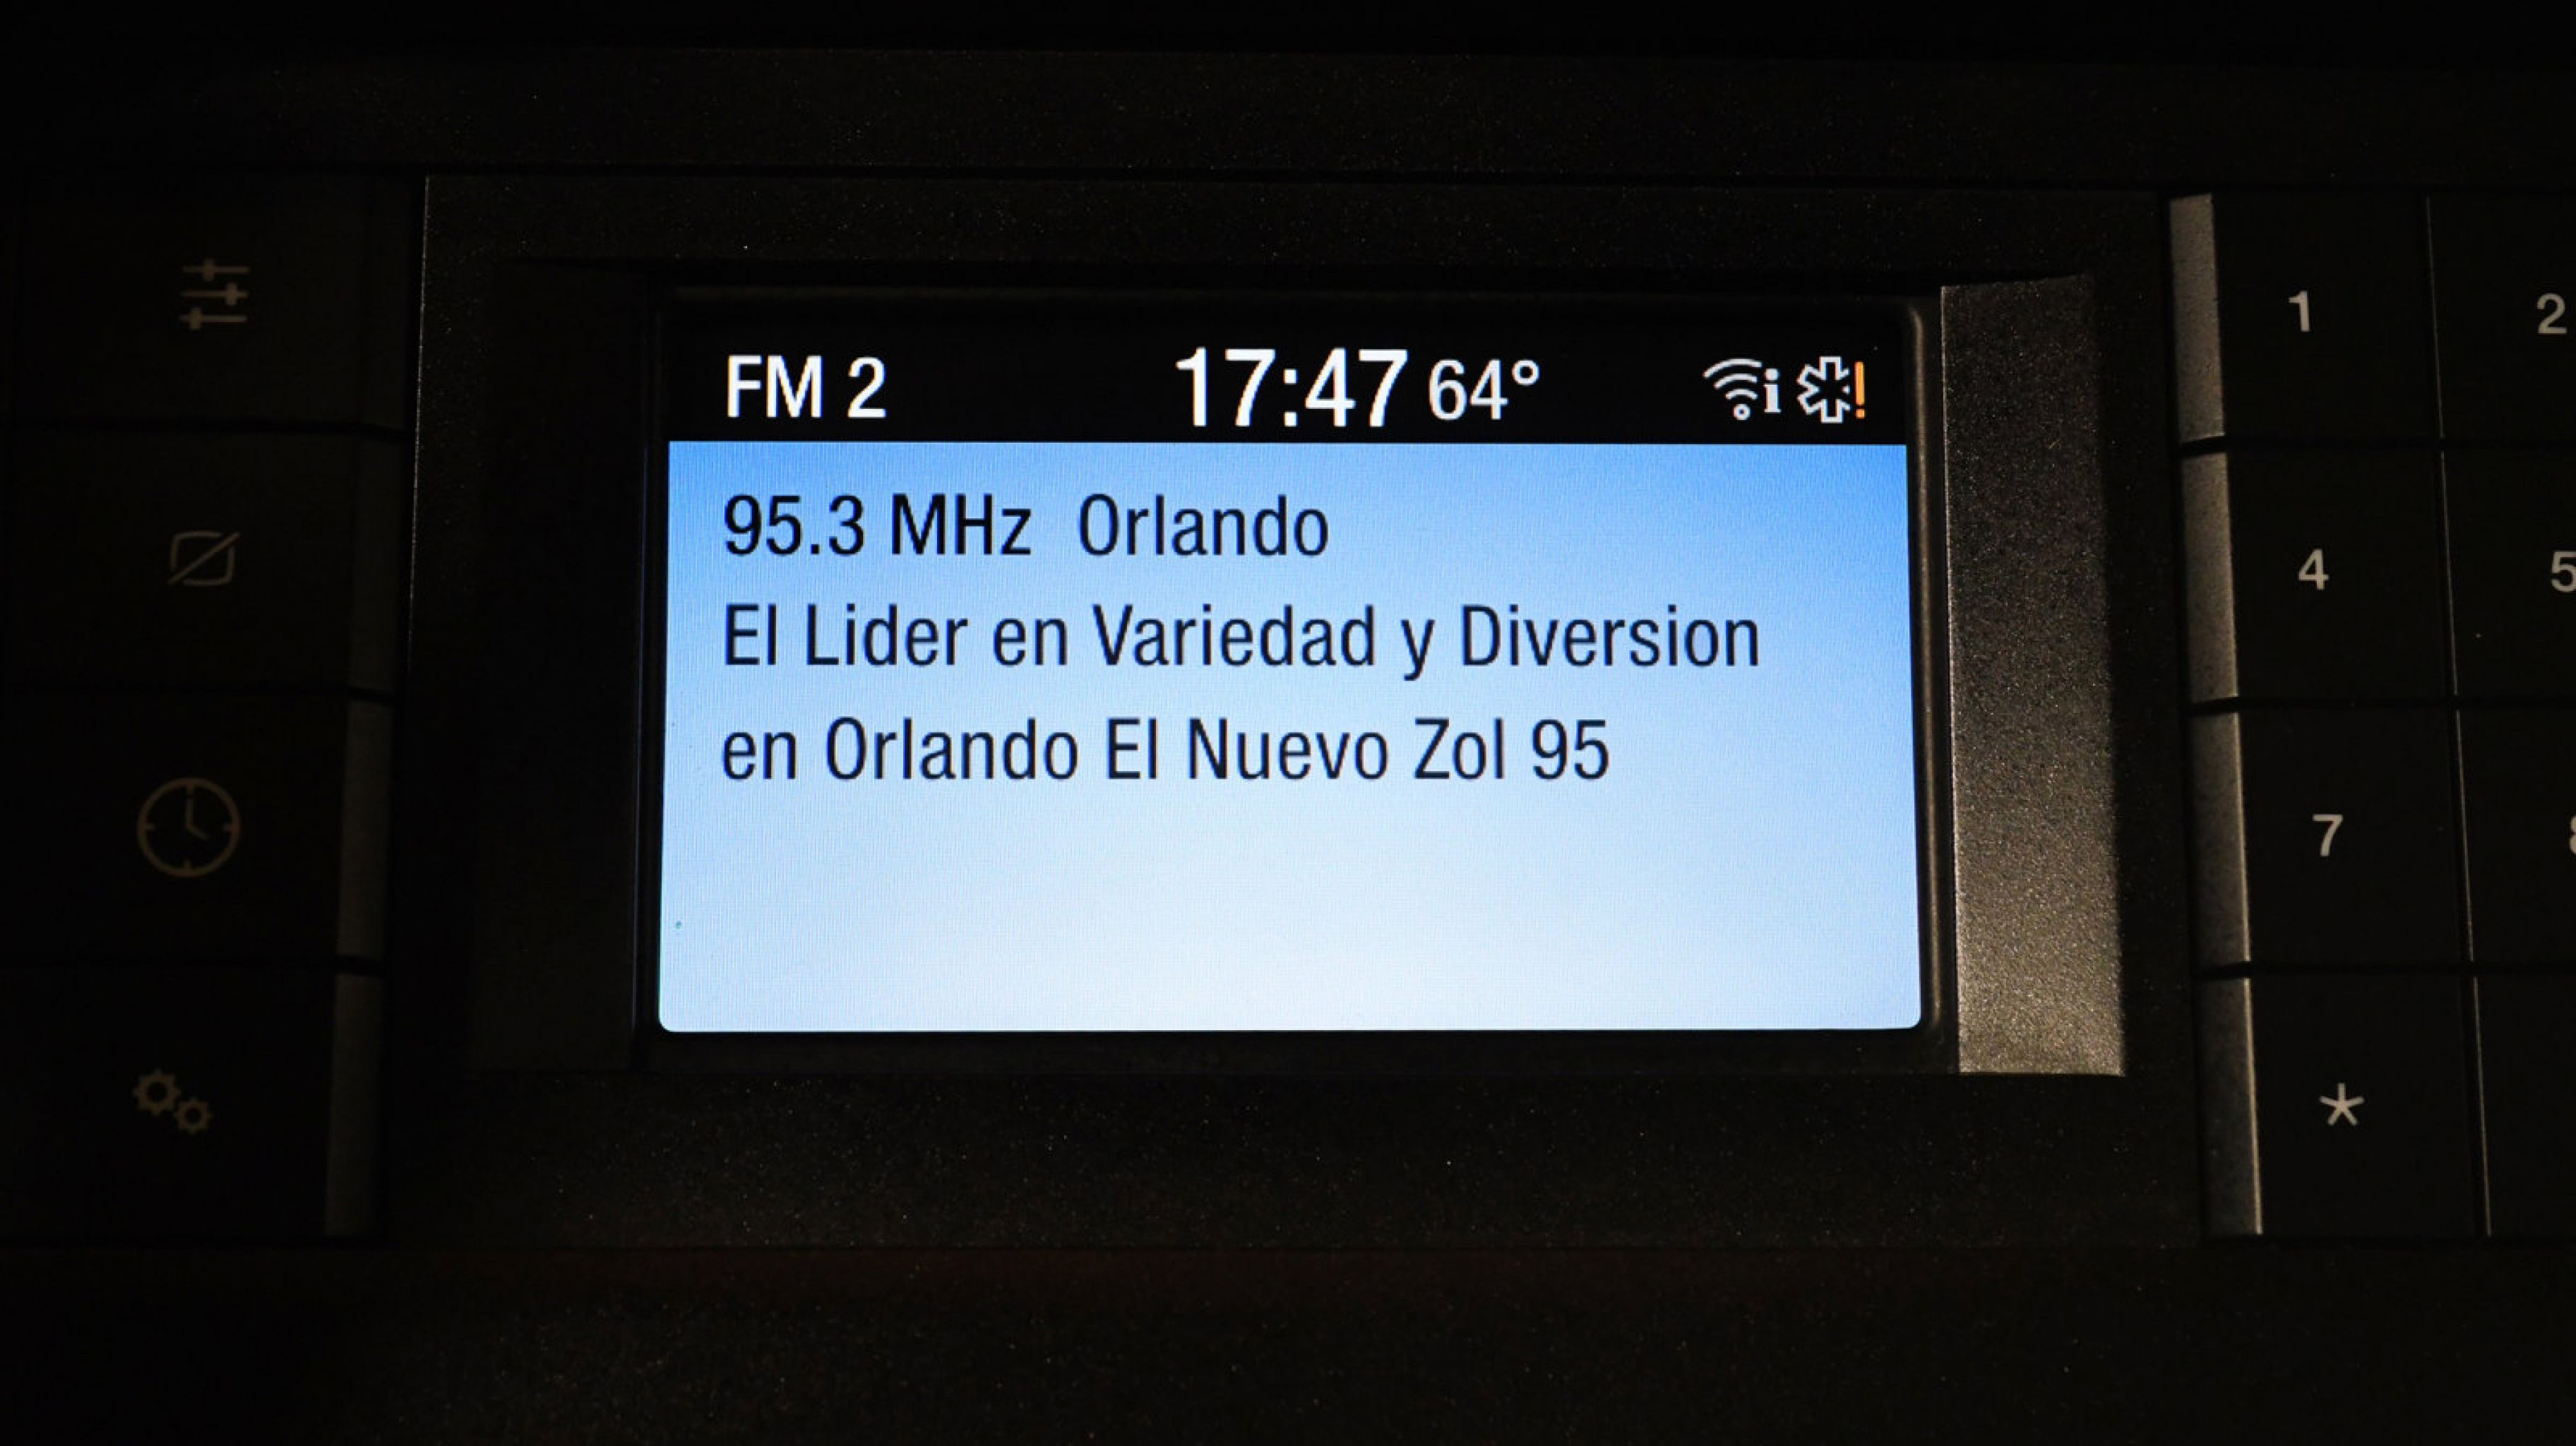 FM 2 17:47 64° i !
95.3 MHz Orlando
El Lider en Variedad y Diversion
en Orlando El Nuevo Zol 95
1 2
4 5
7
*